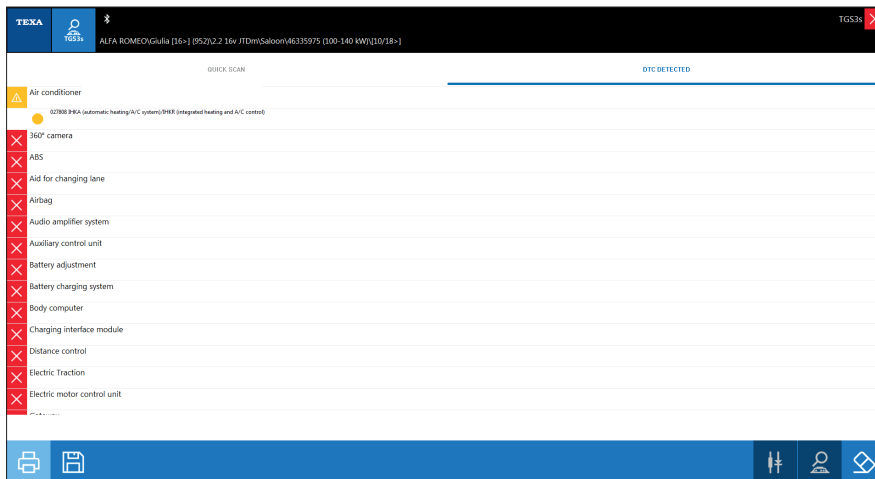 TEXA
TGS3s
TGS3s
ALFA ROMEO\Giulia [16>] (952)\2.2 16v JTDm\Saloon\46335975 (100-140 kW)\[10/18>]
QUICK SCAN
DTC DETECTED
Air conditioner
027808 IHKA (automatic heating/A/C system)/IHKR (integrated heating and A/C control)
360° camera
ABS
Aid for changing lane
Airbag
Audio amplifier system
Auxiliary control unit
Battery adjustment
Battery charging system
Body computer
Charging interface module
Distance control
Electric Traction
Electric motor control unit